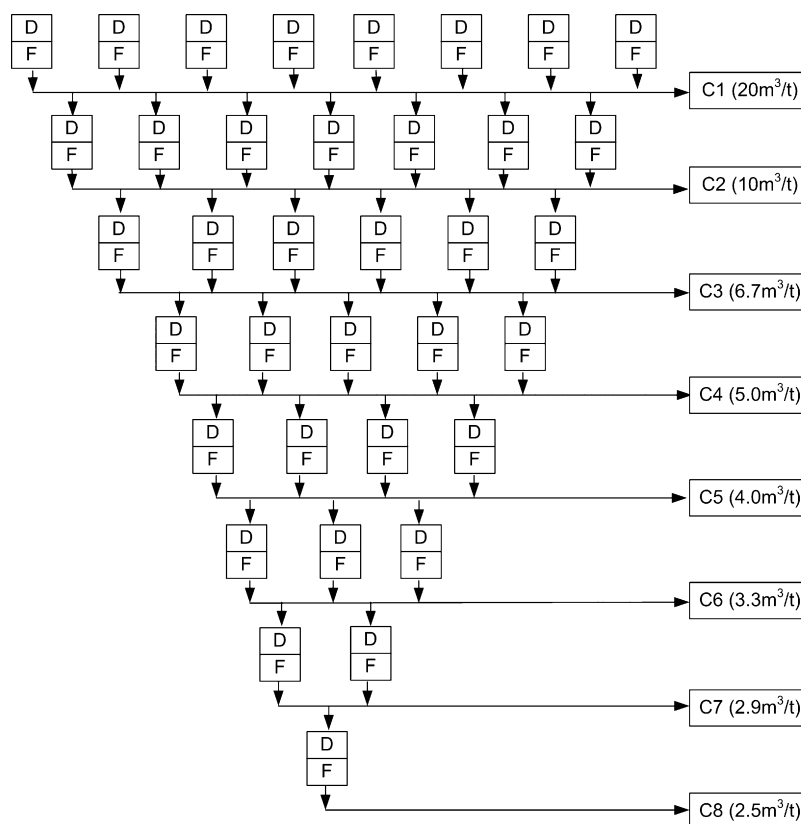 D D D D D D D D
F F F F F F F F
C1 (20m³/t)
D D D D D D D
F F F F F F F
C2 (10m³/t)
D D D D D D
F F F F F F
C3 (6.7m³/t)
D D D D D
F F F F F
C4 (5.0m³/t)
D D D D
F F F F
C5 (4.0m³/t)
D D D
F F F
C6 (3.3m³/t)
D D
F F
C7 (2.9m³/t)
D
F
C8 (2.5m³/t)